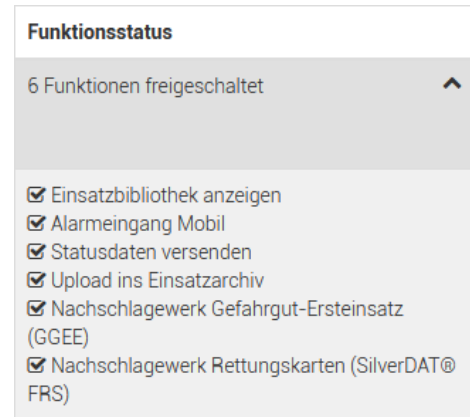 Funktionsstatus
6 Funktionen freigeschaltet
Einsatzbibliothek anzeigen
Alarmeingang Mobil
Statusdaten versenden
Upload ins Einsatzarchiv
Nachschlagewerk Gefahrgut-Ersteinsatz
(GGEE)
Nachschlagewerk Rettungskarten (SilverDAT®
FRS)